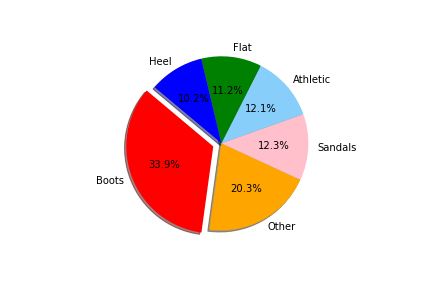 Flat
Heel
Athletic
11.2%
10.2%
12.1%
12.3%
Sandals
33.9%
Boots
20.3%
Other